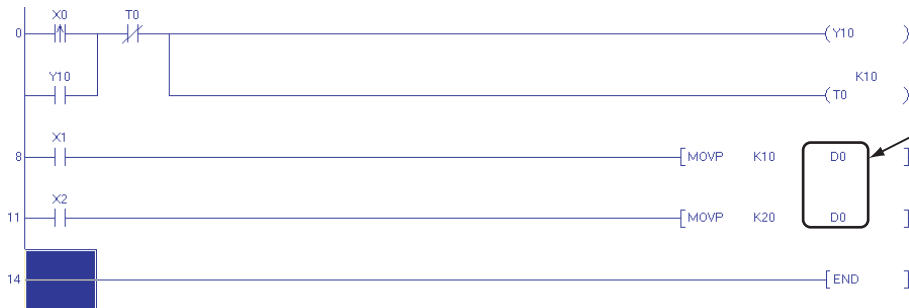 X0 T0
0 Y10
Y10 K10
T0
X1
8 MOVP K10 D0
X2
11 MOVP K20 D0
14 END